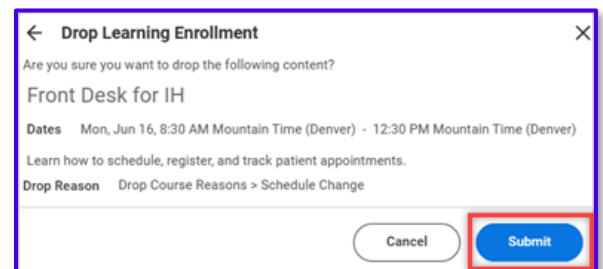 Drop Learning Enrollment
Are you sure you want to drop the following content?
Front Desk for IH
Dates Mon, Jun 16, 8:30 AM Mountain Time (Denver) - 12:30 PM Mountain Time (Denver)
Learn how to schedule, register, and track patient appointments.
Drop Reason Drop Course Reasons > Schedule Change
Cancel Submit